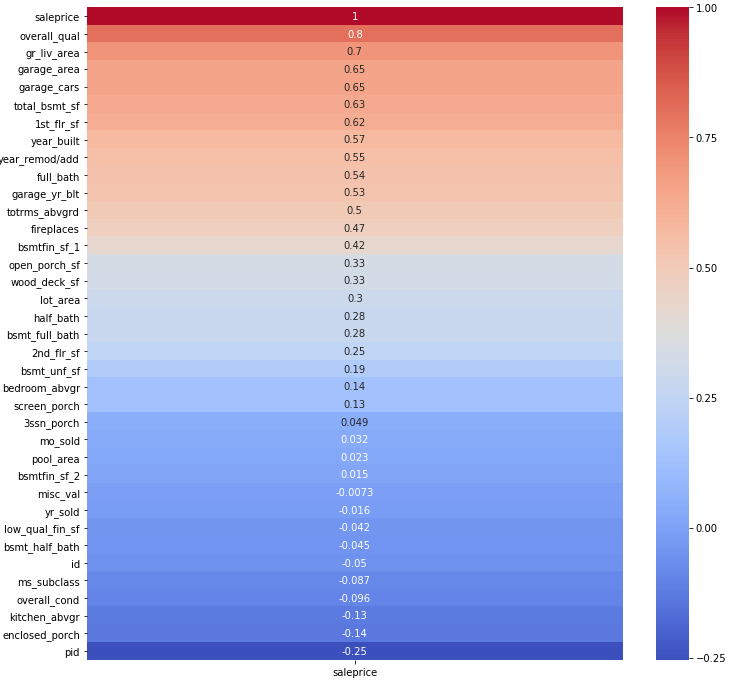 saleprice 1
overall_qual 0.8
gr_liv_area 0.7
garage_area 0.65
garage_cars 0.65
total_bsmt_sf 0.63
1st_flr_sf 0.62
year_built 0.57
year_remod/add 0.55
full_bath 0.54
garage_yr_blt 0.53
totrms_abvgrd 0.5
fireplaces 0.47
bsmtfin_sf_1 0.42
open_porch_sf 0.33
wood_deck_sf 0.33
lot_area 0.3
half_bath 0.28
bsmt_full_bath 0.28
2nd_flr_sf 0.25
bsmt_unf_sf 0.19
bedroom_abvgr 0.14
screen_porch 0.13
3ssn_porch 0.049
mo_sold 0.032
pool_area 0.023
bsmtfin_sf_2 0.015
misc_val -0.0073
yr_sold -0.016
low_qual_fin_sf -0.042
bsmt_half_bath -0.045
id -0.05
ms_subclass -0.087
overall_cond -0.096
kitchen_abvgr -0.13
enclosed_porch -0.14
pid -0.25
saleprice
1.00
0.75
0.50
0.25
0.00
−0.25